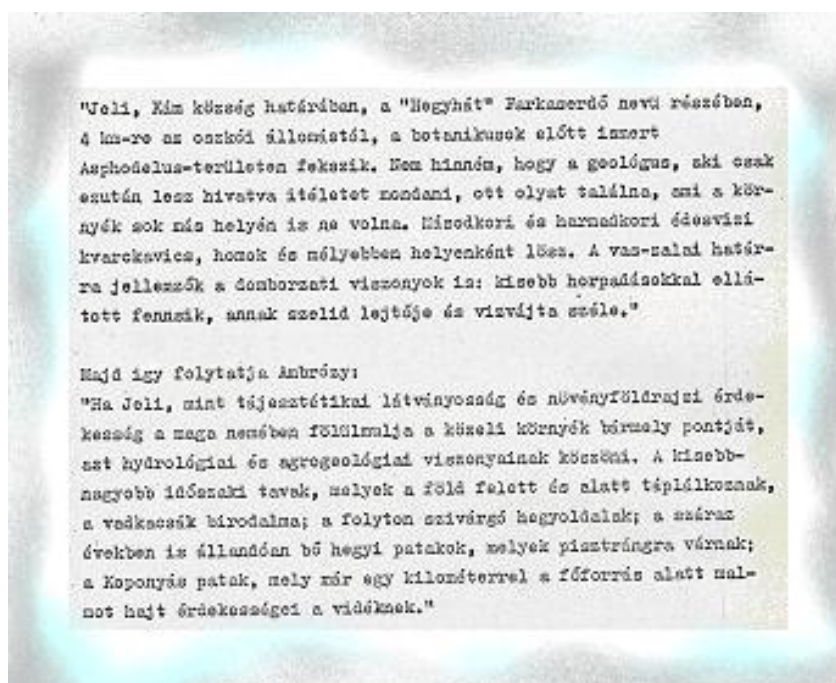 "Jeli, Kám község határában, a "Hegyhát" Farkaserdő nevű részében,
4 km-re az oszkói állomástól, a botanikusok előtt ismert
Asphodelus-területen fekszik. Nem hinném, hogy a geológus, aki csak
ezután lesz hivatva itéletet mondani, ott olyat találna, ami a kör-
nyék sok más helyén is ne volna. Másodkori és harmadkori édesvizi
kvarckavics, homok és mélyebben helyenként lösz. A vas-zalai határ-
ra jellemzők a domborzati viszonyok is: kisebb horpadásokkal ellá-
tott fennsik, annak szelid lejtője és vizvájta széle."
Majd igy folytatja Ambrózy:
"Ha Jeli, mint tájesztétikai látványosság és növényföldrajzi érde-
kesség a maga nemében fölülmulja a közeli környék bármely pontját,
azt hydrológiai és agrogeológiai viszonyainak köszöni. A kisebb-
nagyobb időszaki tavak, melyek a föld felett és alatt táplálkoznak,
a vadkacsák birodalma; a folyton szivárgó hegyoldalak; a száraz
években is állandóan bő hegyi patakok, melyek pisztrángra várnak;
a Koponyás patak, mely már egy kilométerrel a főforrás alatt mal-
mot hajt érdekességei a vidéknek."